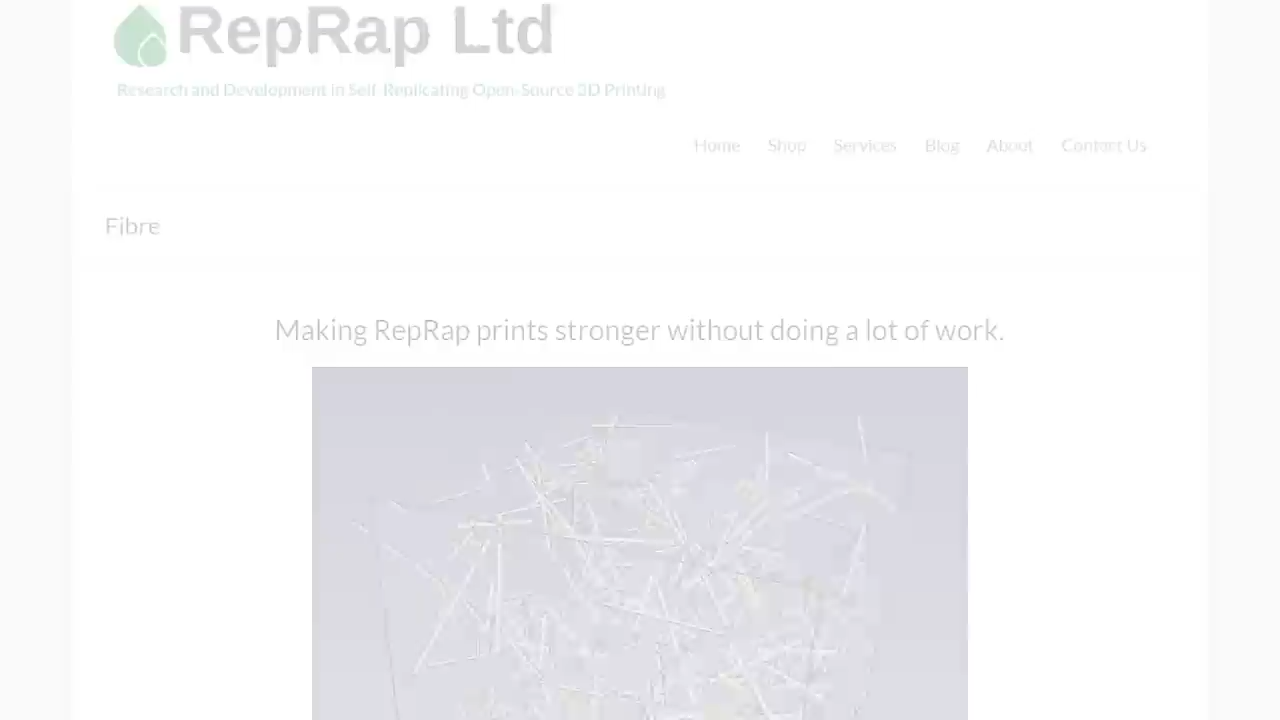 RepRap Ltd
Research and Development in Self-Replicating Open-Source 3D Printing
Home Shop Services Blog About Contact Us
Fibre
Making RepRap prints stronger without doing a lot of work.